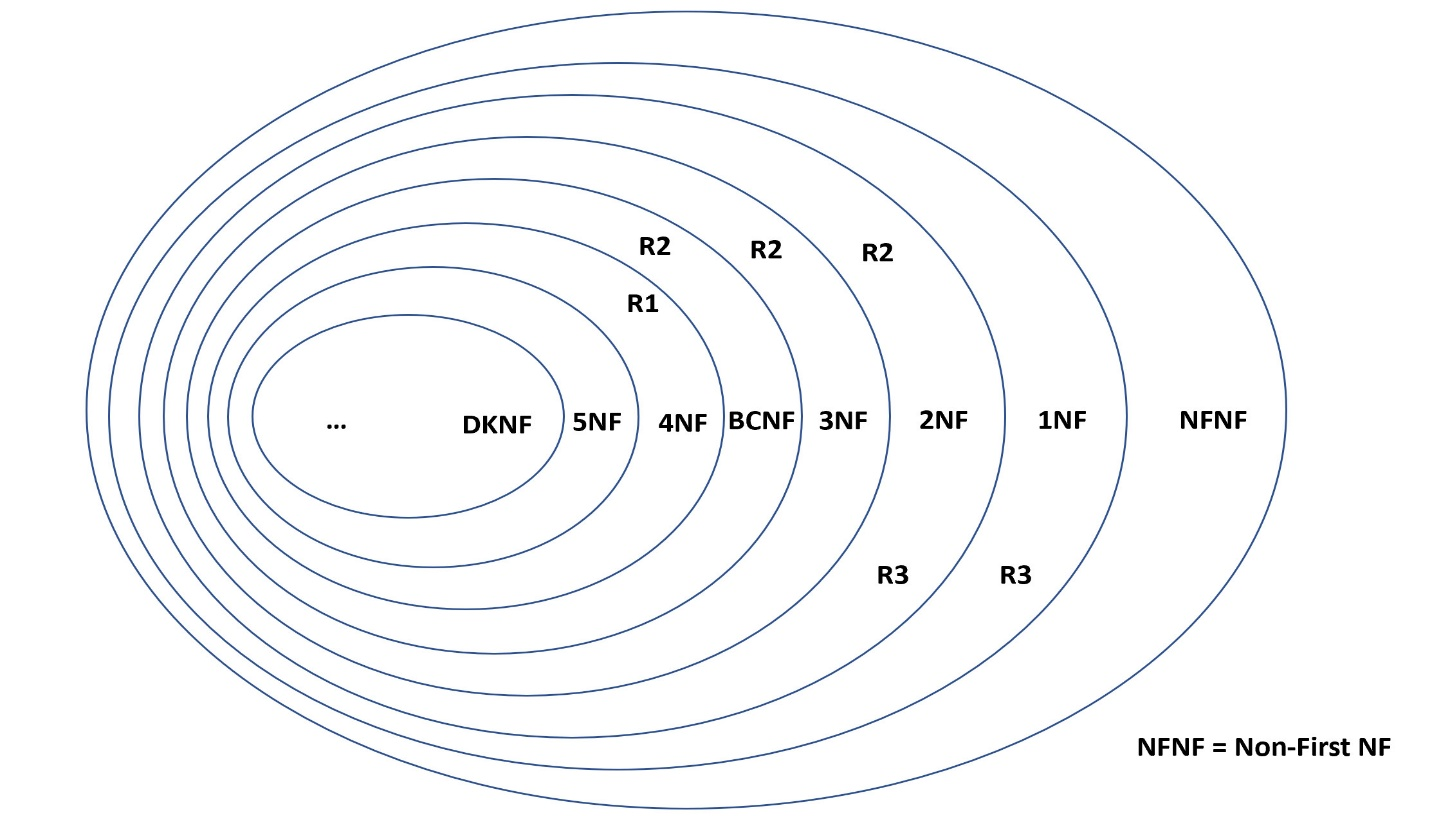 R2 R2 R2
R1
... DKNF 5NF 4NF BCNF 3NF 2NF 1NF NFNF
R3 R3
NFNF = Non-First NF